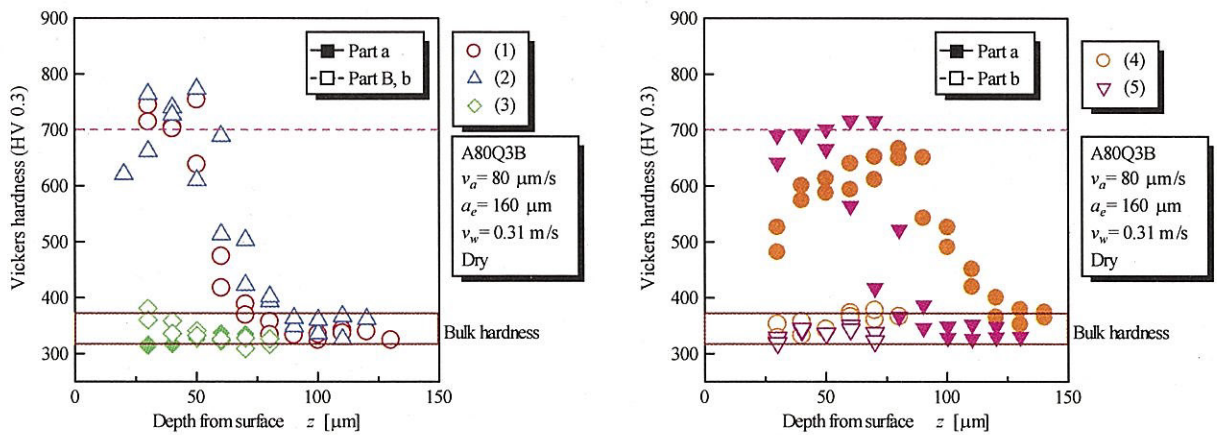 900
800
700
600
500
400
300
0
50
100
150
Vickers hardness (HV 0.3)
Depth from surface z [μm]
Part a
Part B, b
(1)
(2)
(3)
A80Q3B
va= 80 μm/s
ae= 160 μm
vw= 0.31 m/s
Dry
Bulk hardness
900
800
700
600
500
400
300
0
50
100
150
Vickers hardness (HV 0.3)
Depth from surface z [μm]
Part a
Part b
(4)
(5)
A80Q3B
va= 80 μm/s
ae= 160 μm
vw= 0.31 m/s
Dry
Bulk hardness